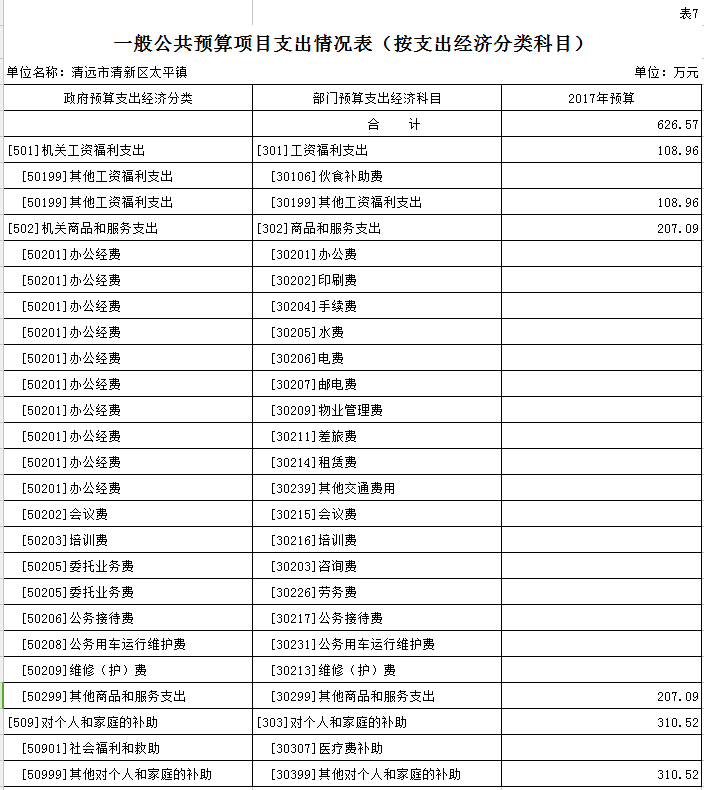 表7
一般公共预算项目支出情况表（按支出经济分类科目）
单位名称：清远市清新区太平镇 单位：万元
政府预算支出经济分类 部门预算支出经济科目 2017年预算
合 计 626.57
[501]机关工资福利支出 [301]工资福利支出 108.96
[50199]其他工资福利支出 [30106]伙食补助费
[50199]其他工资福利支出 [30199]其他工资福利支出 108.96
[502]机关商品和服务支出 [302]商品和服务支出 207.09
[50201]办公经费 [30201]办公费
[50201]办公经费 [30202]印刷费
[50201]办公经费 [30204]手续费
[50201]办公经费 [30205]水费
[50201]办公经费 [30206]电费
[50201]办公经费 [30207]邮电费
[50201]办公经费 [30209]物业管理费
[50201]办公经费 [30211]差旅费
[50201]办公经费 [30214]租赁费
[50201]办公经费 [30239]其他交通费用
[50202]会议费 [30215]会议费
[50203]培训费 [30216]培训费
[50205]委托业务费 [30203]咨询费
[50205]委托业务费 [30226]劳务费
[50206]公务接待费 [30217]公务接待费
[50208]公务用车运行维护费 [30231]公务用车运行维护费
[50209]维修（护）费 [30213]维修（护）费
[50299]其他商品和服务支出 [30299]其他商品和服务支出 207.09
[509]对个人和家庭的补助 [303]对个人和家庭的补助 310.52
[50901]社会福利和救助 [30307]医疗费补助
[50999]其他对个人和家庭的补助 [30399]其他对个人和家庭的补助 310.52